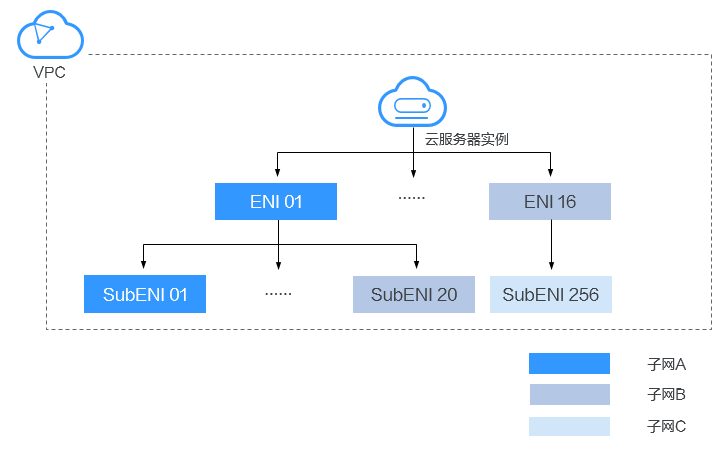 VPC
云服务器实例
ENI 01
······
ENI 16
SubENI 01
······
SubENI 20
SubENI 256
子网A
子网B
子网C